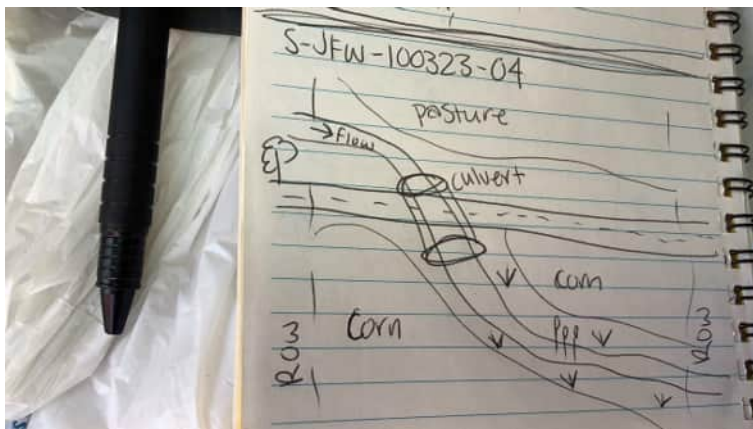 S-JFW-100323-04
pasture
→Flow
culvert
corn
Corn
ROW
ROW